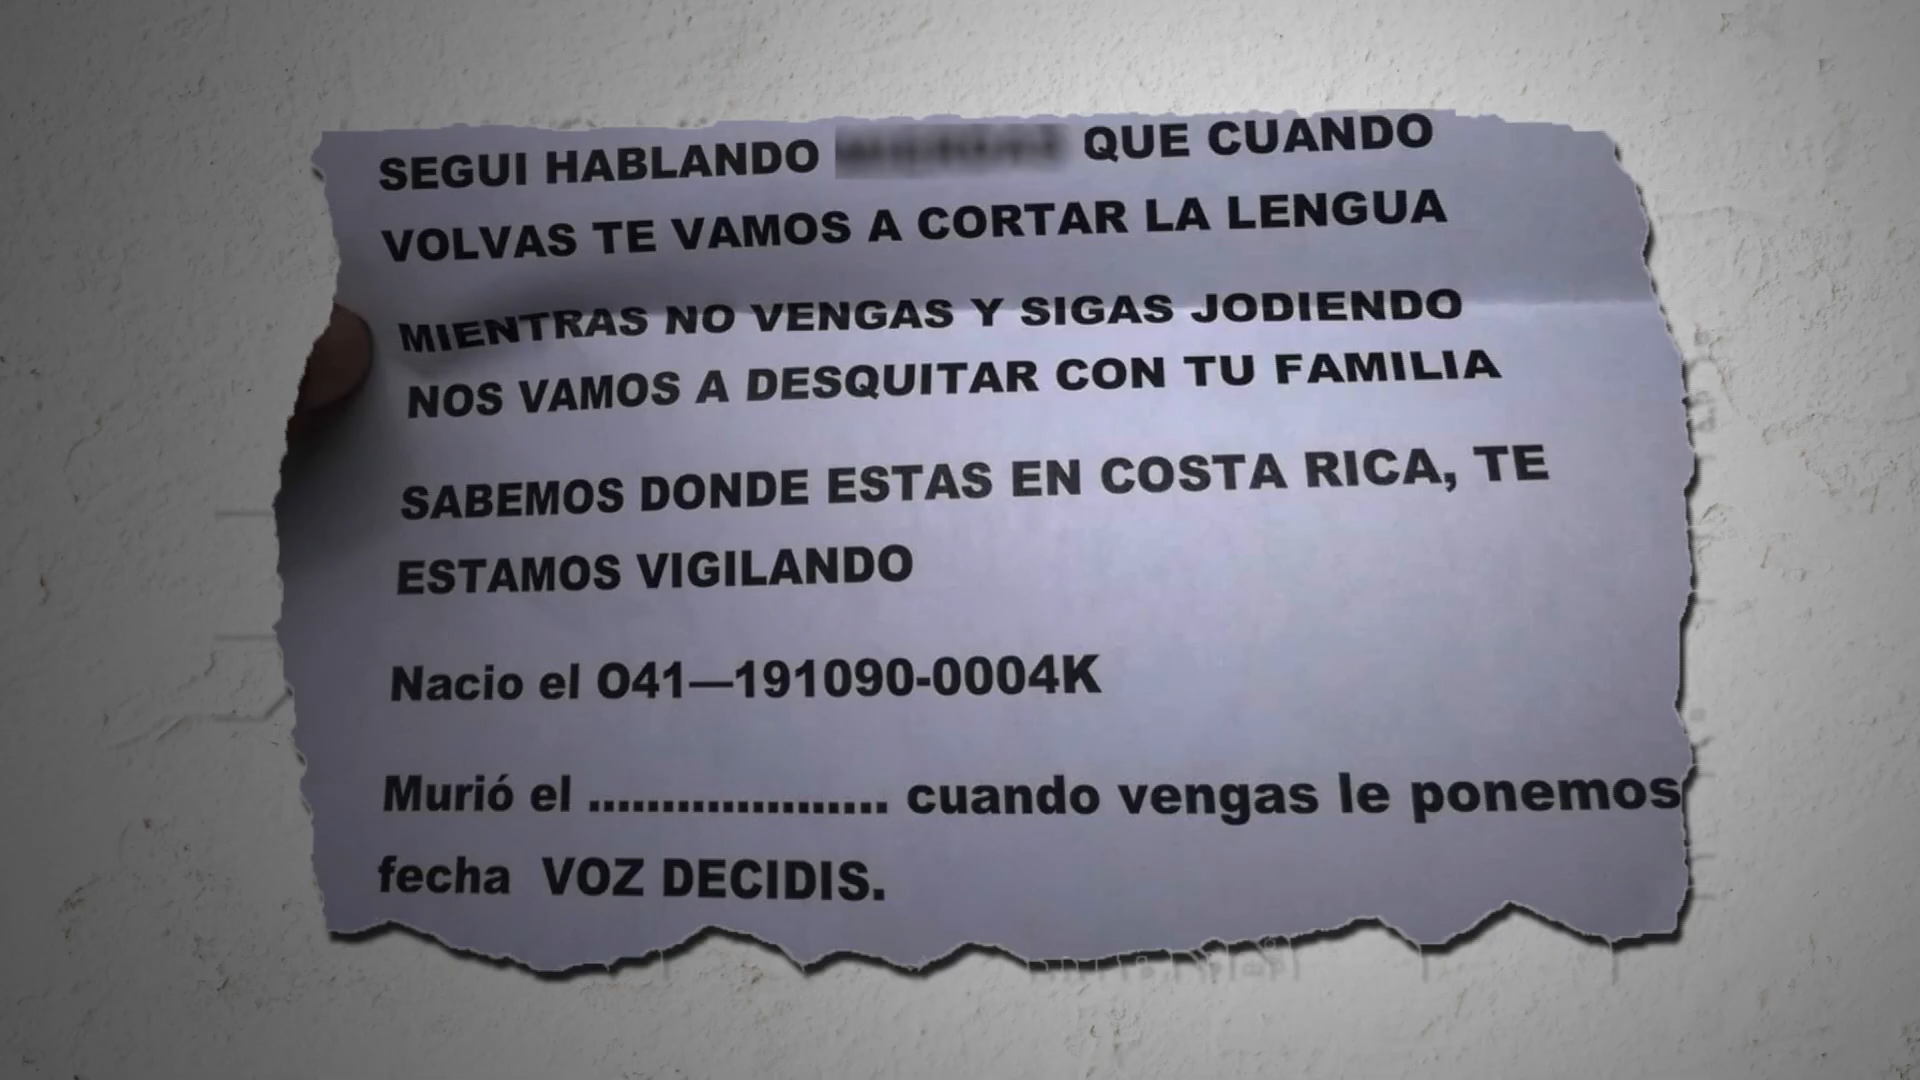 SEGUI HABLANDO QUE CUANDO
VOLVAS TE VAMOS A CORTAR LA LENGUA
MIENTRAS NO VENGAS Y SIGAS JODIENDO
NOS VAMOS A DESQUITAR CON TU FAMILIA
SABEMOS DONDE ESTAS EN COSTA RICA, TE
ESTAMOS VIGILANDO
Nacio el O41—191090-0004K
Murió el .................... cuando vengas le ponemos
fecha VOZ DECIDIS.